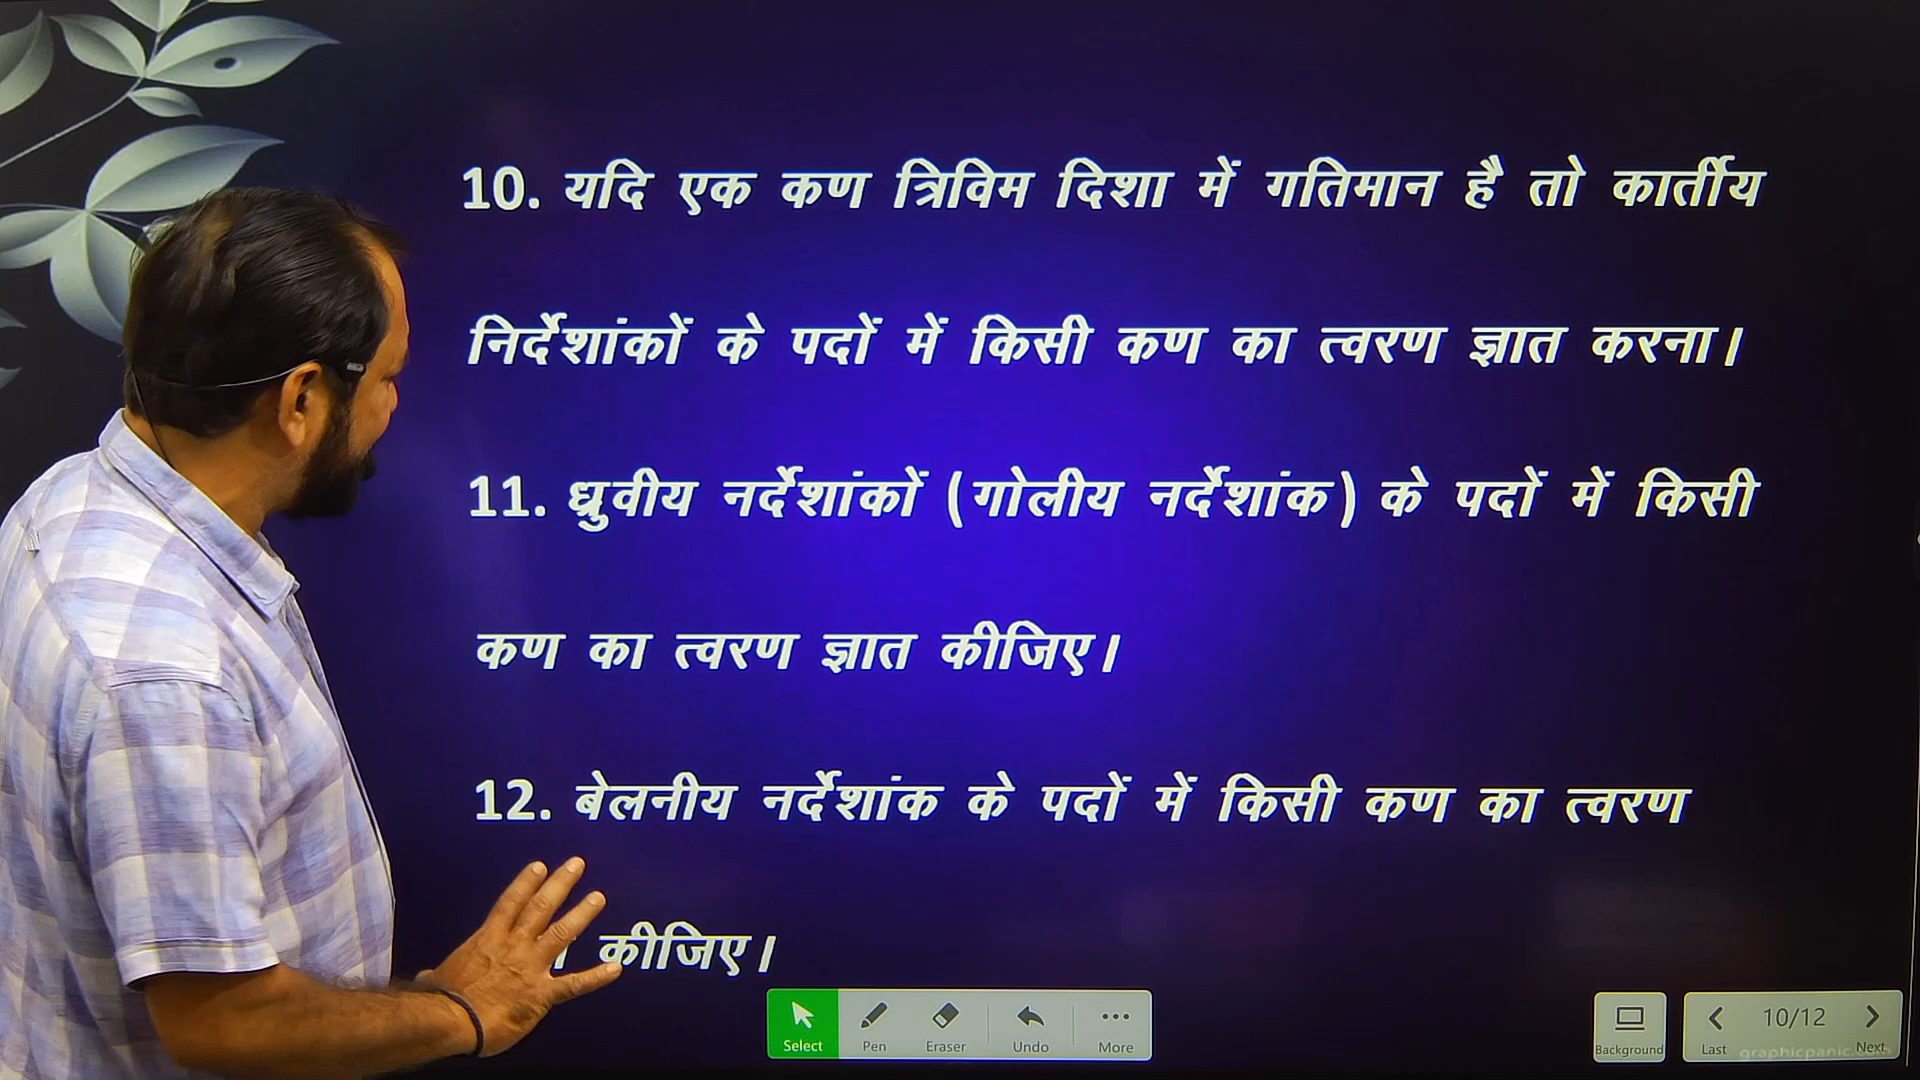 10. यदि एक कण त्रिविम दिशा में गतिमान है तो कार्तीय
निर्देशांकों के पदों में किसी कण का त्वरण ज्ञात करना।
11. ध्रुवीय नर्देशांकों (गोलीय नर्देशांक) के पदों में किसी
कण का त्वरण ज्ञात कीजिए।
12. बेलनीय नर्देशांक के पदों में किसी कण का त्वरण
कीजिए।
Select Pen Eraser Undo More Background Last 10/12 Next
graphicpanic